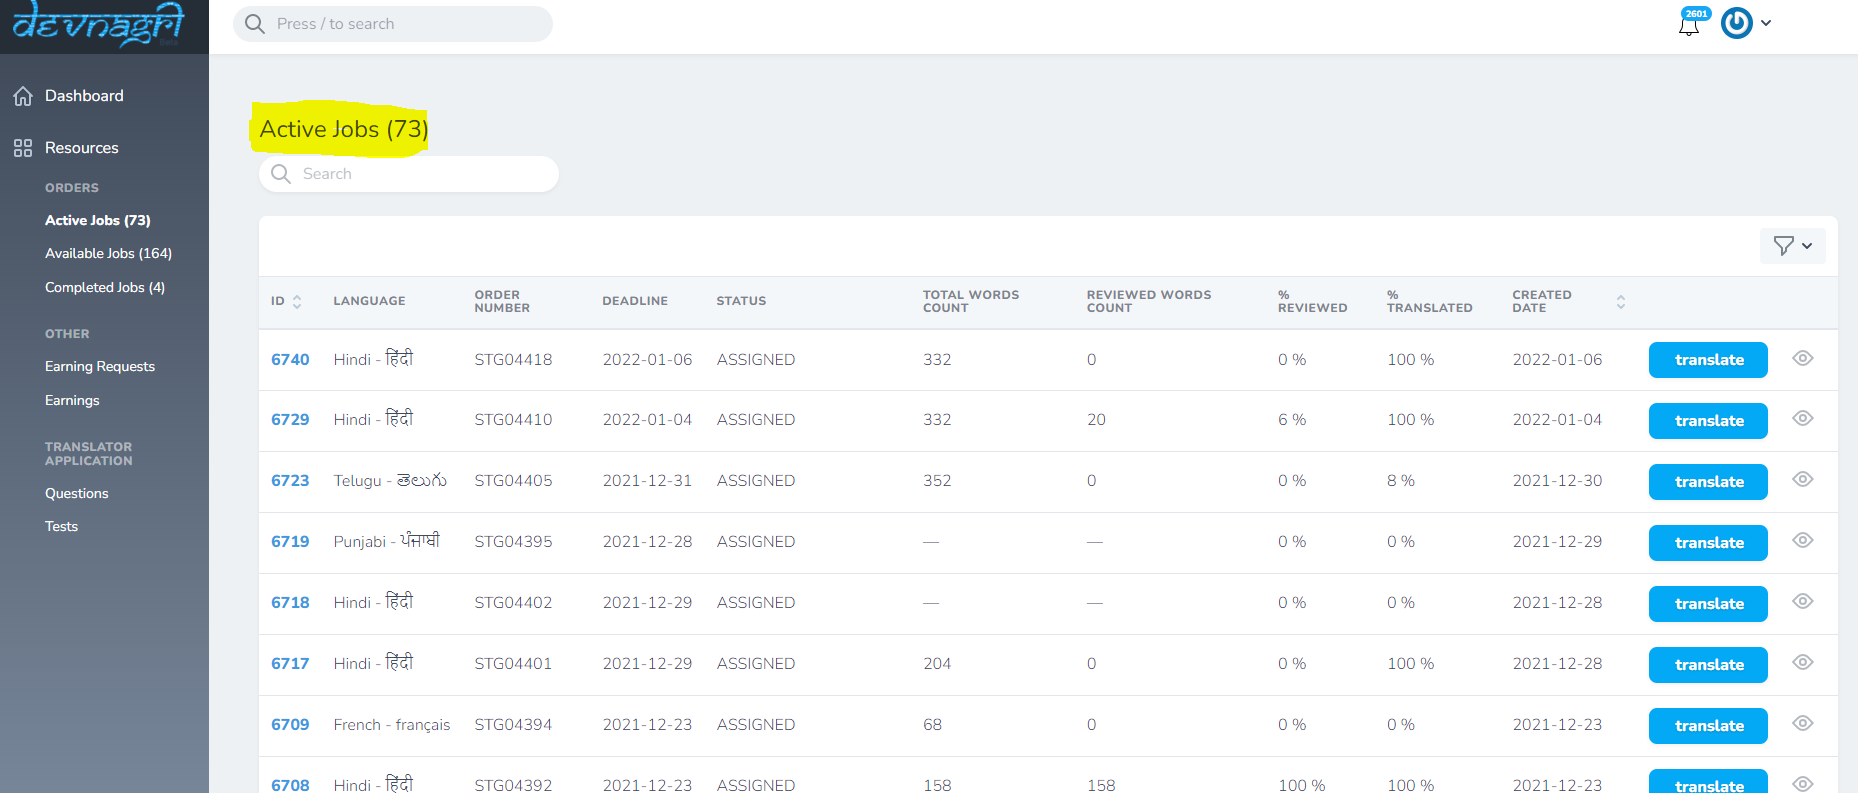 devnagri
Press / to search
2601
Dashboard
Resources
ORDERS
Active Jobs (73)
Available Jobs (164)
Completed Jobs (4)
OTHER
Earning Requests
Earnings
TRANSLATOR
APPLICATION
Questions
Tests
Active Jobs (73)
Search
ID LANGUAGE ORDER NUMBER DEADLINE STATUS TOTAL WORDS COUNT REVIEWED WORDS COUNT % REVIEWED % TRANSLATED CREATED DATE
6740 Hindi - हिंदी STG04418 2022-01-06 ASSIGNED 332 0 0 % 100 % 2022-01-06 translate
6729 Hindi - हिंदी STG04410 2022-01-04 ASSIGNED 332 20 6 % 100 % 2022-01-04 translate
6723 Telugu - తెలుగు STG04405 2021-12-31 ASSIGNED 352 0 0 % 8 % 2021-12-30 translate
6719 Punjabi - ਪੰਜਾਬੀ STG04395 2021-12-28 ASSIGNED — — 0 % 0 % 2021-12-29 translate
6718 Hindi - हिंदी STG04402 2021-12-29 ASSIGNED — — 0 % 0 % 2021-12-28 translate
6717 Hindi - हिंदी STG04401 2021-12-29 ASSIGNED 204 0 0 % 100 % 2021-12-28 translate
6709 French - français STG04394 2021-12-23 ASSIGNED 68 0 0 % 0 % 2021-12-23 translate
6708 Hindi - हिंदी STG04392 2021-12-23 ASSIGNED 158 158 100 % 100 % 2021-12-23 translate